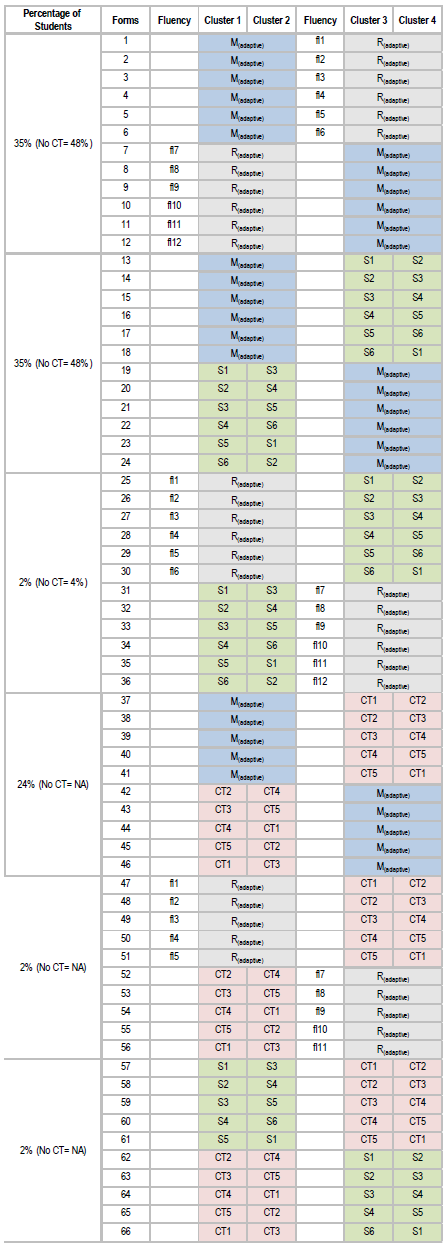 Percentage of Students Forms Fluency Cluster 1 Cluster 2 Fluency Cluster 3 Cluster 4
35% (No CT= 48%)
1 M(adaptive) fl1 R(adaptive)
2 M(adaptive) fl2 R(adaptive)
3 M(adaptive) fl3 R(adaptive)
4 M(adaptive) fl4 R(adaptive)
5 M(adaptive) fl5 R(adaptive)
6 M(adaptive) fl6 R(adaptive)
7 fl7 R(adaptive) M(adaptive)
8 fl8 R(adaptive) M(adaptive)
9 fl9 R(adaptive) M(adaptive)
10 fl10 R(adaptive) M(adaptive)
11 fl11 R(adaptive) M(adaptive)
12 fl12 R(adaptive) M(adaptive)
35% (No CT= 48%)
13 M(adaptive) S1 S2
14 M(adaptive) S2 S3
15 M(adaptive) S3 S4
16 M(adaptive) S4 S5
17 M(adaptive) S5 S6
18 M(adaptive) S6 S1
19 S1 S3 M(adaptive)
20 S2 S4 M(adaptive)
21 S3 S5 M(adaptive)
22 S4 S6 M(adaptive)
23 S5 S1 M(adaptive)
24 S6 S2 M(adaptive)
2% (No CT= 4%)
25 fl1 R(adaptive) S1 S2
26 fl2 R(adaptive) S2 S3
27 fl3 R(adaptive) S3 S4
28 fl4 R(adaptive) S4 S5
29 fl5 R(adaptive) S5 S6
30 fl6 R(adaptive) S6 S1
31 S1 S3 fl7 R(adaptive)
32 S2 S4 fl8 R(adaptive)
33 S3 S5 fl9 R(adaptive)
34 S4 S6 fl10 R(adaptive)
35 S5 S1 fl11 R(adaptive)
36 S6 S2 fl12 R(adaptive)
24% (No CT= NA)
37 M(adaptive) CT1 CT2
38 M(adaptive) CT2 CT3
39 M(adaptive) CT3 CT4
40 M(adaptive) CT4 CT5
41 M(adaptive) CT5 CT1
42 CT2 CT4 M(adaptive)
43 CT3 CT5 M(adaptive)
44 CT4 CT1 M(adaptive)
45 CT5 CT2 M(adaptive)
46 CT1 CT3 M(adaptive)
2% (No CT= NA)
47 fl1 R(adaptive) CT1 CT2
48 fl2 R(adaptive) CT2 CT3
49 fl3 R(adaptive) CT3 CT4
50 fl4 R(adaptive) CT4 CT5
51 fl5 R(adaptive) CT5 CT1
52 CT2 CT4 fl7 R(adaptive)
53 CT3 CT5 fl8 R(adaptive)
54 CT4 CT1 fl9 R(adaptive)
55 CT5 CT2 fl10 R(adaptive)
56 CT1 CT3 fl11 R(adaptive)
2% (No CT= NA)
57 S1 S3 CT1 CT2
58 S2 S4 CT2 CT3
59 S3 S5 CT3 CT4
60 S4 S6 CT4 CT5
61 S5 S1 CT5 CT1
62 CT2 CT4 S1 S2
63 CT3 CT5 S2 S3
64 CT4 CT1 S3 S4
65 CT5 CT2 S4 S5
66 CT1 CT3 S6 S1